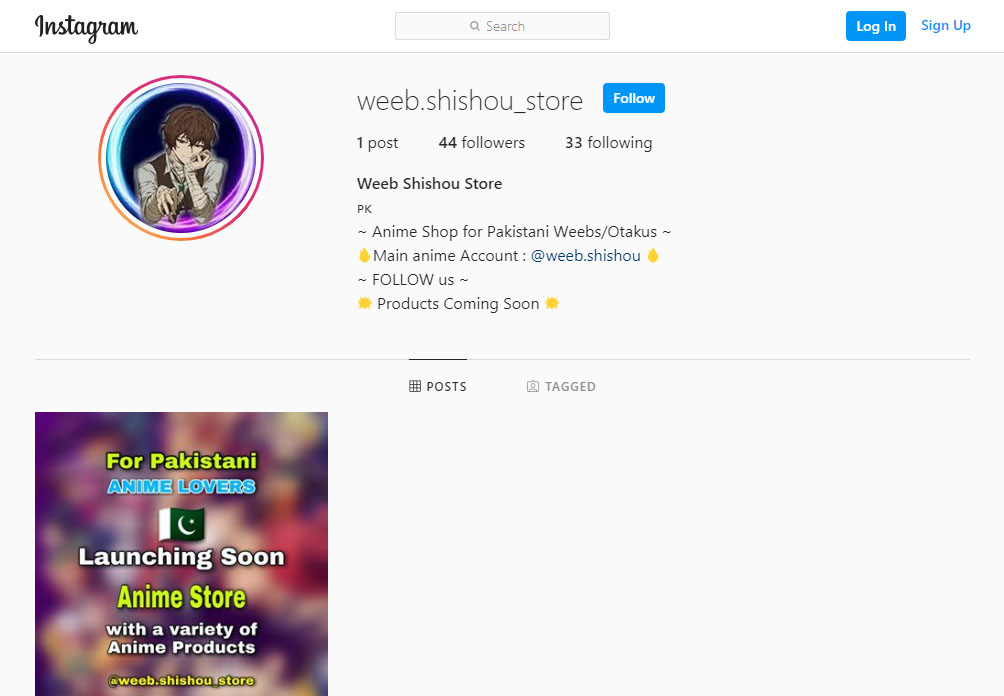 Instagram
Search
Log In
Sign Up
weeb.shishou_store
Follow
1 post
44 followers
33 following
Weeb Shishou Store
PK
~ Anime Shop for Pakistani Weebs/Otakus ~
Main anime Account : @weeb.shishou
~ FOLLOW us ~
Products Coming Soon
POSTS
TAGGED
For Pakistani
ANIME LOVERS
Launching Soon
Anime Store
with a variety of
Anime Products
@weeb.shishou_store